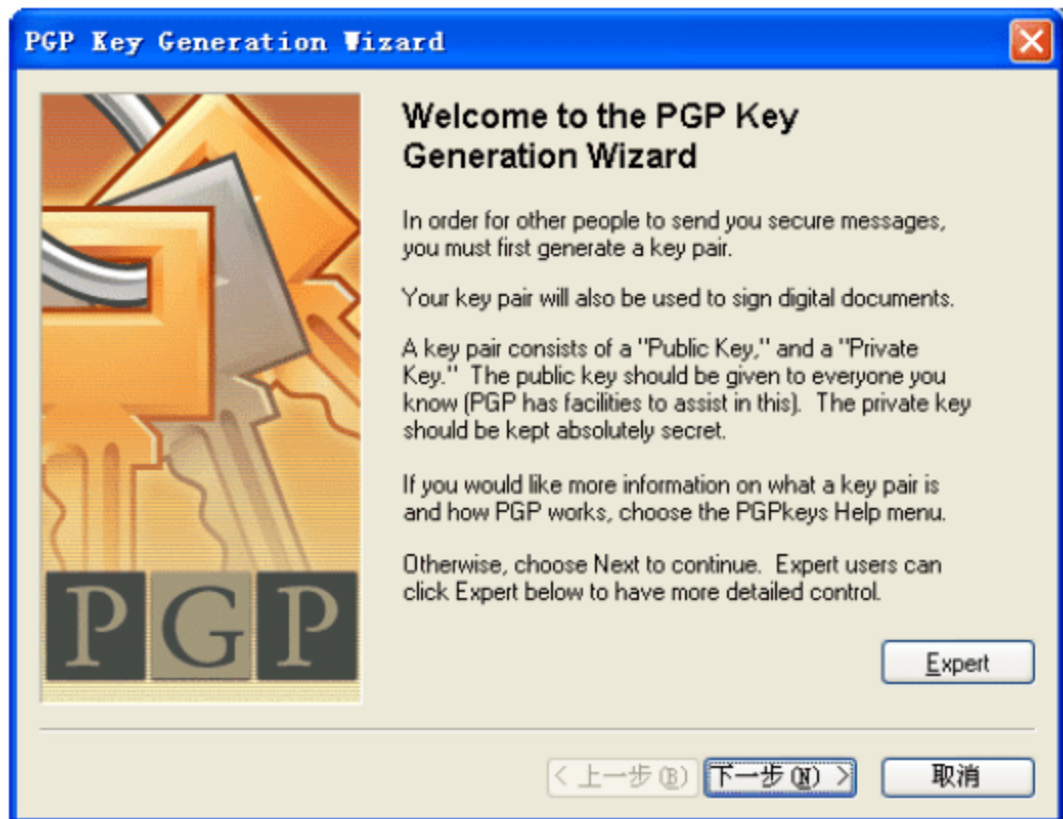 PGP Key Generation Wizard
Welcome to the PGP Key
Generation Wizard
In order for other people to send you secure messages,
you must first generate a key pair.
Your key pair will also be used to sign digital documents.
A key pair consists of a "Public Key," and a "Private
Key." The public key should be given to everyone you
know (PGP has facilities to assist in this). The private key
should be kept absolutely secret.
If you would like more information on what a key pair is
and how PGP works, choose the PGPkeys Help menu.
Otherwise, choose Next to continue. Expert users can
click Expert below to have more detailed control.
PGP
Expert
< 上一步(B) 下一步(N) > 取消